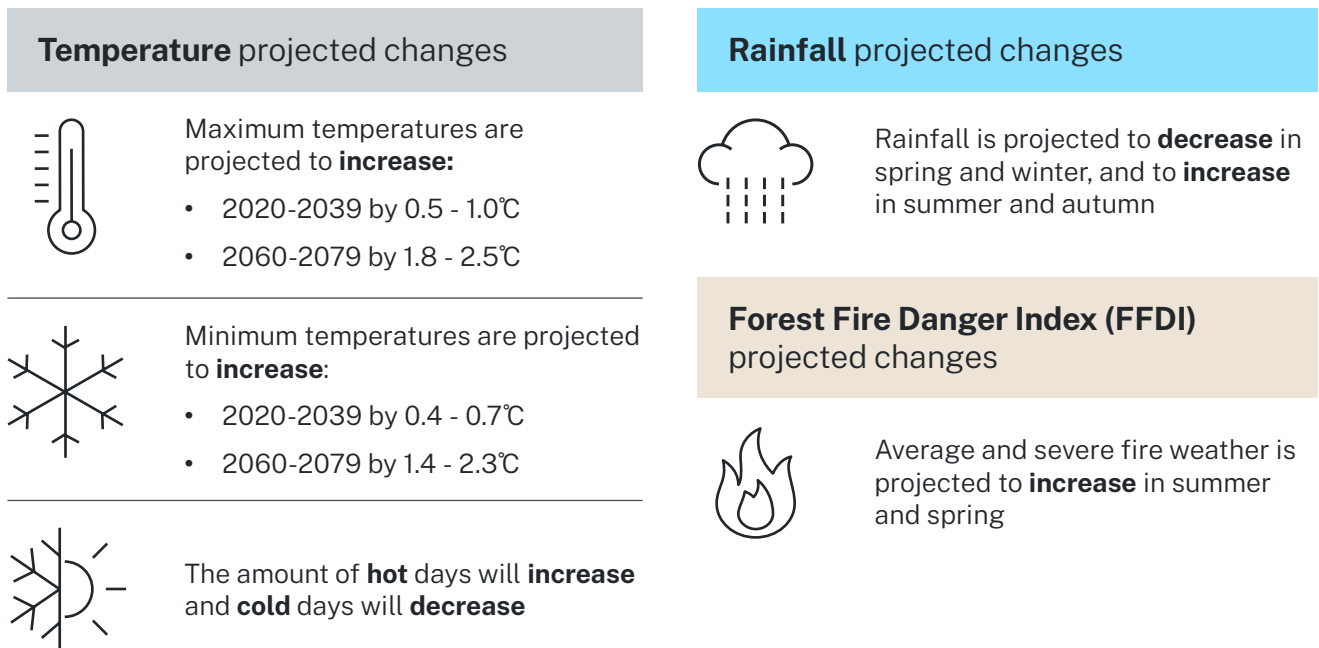 Temperature projected changes
Maximum temperatures are
projected to increase:
• 2020-2039 by 0.5 - 1.0℃
• 2060-2079 by 1.8 - 2.5℃
Minimum temperatures are projected
to increase:
• 2020-2039 by 0.4 - 0.7℃
• 2060-2079 by 1.4 - 2.3℃
The amount of hot days will increase
and cold days will decrease
Rainfall projected changes
Rainfall is projected to decrease in
spring and winter, and to increase
in summer and autumn
Forest Fire Danger Index (FFDI)
projected changes
Average and severe fire weather is
projected to increase in summer
and spring